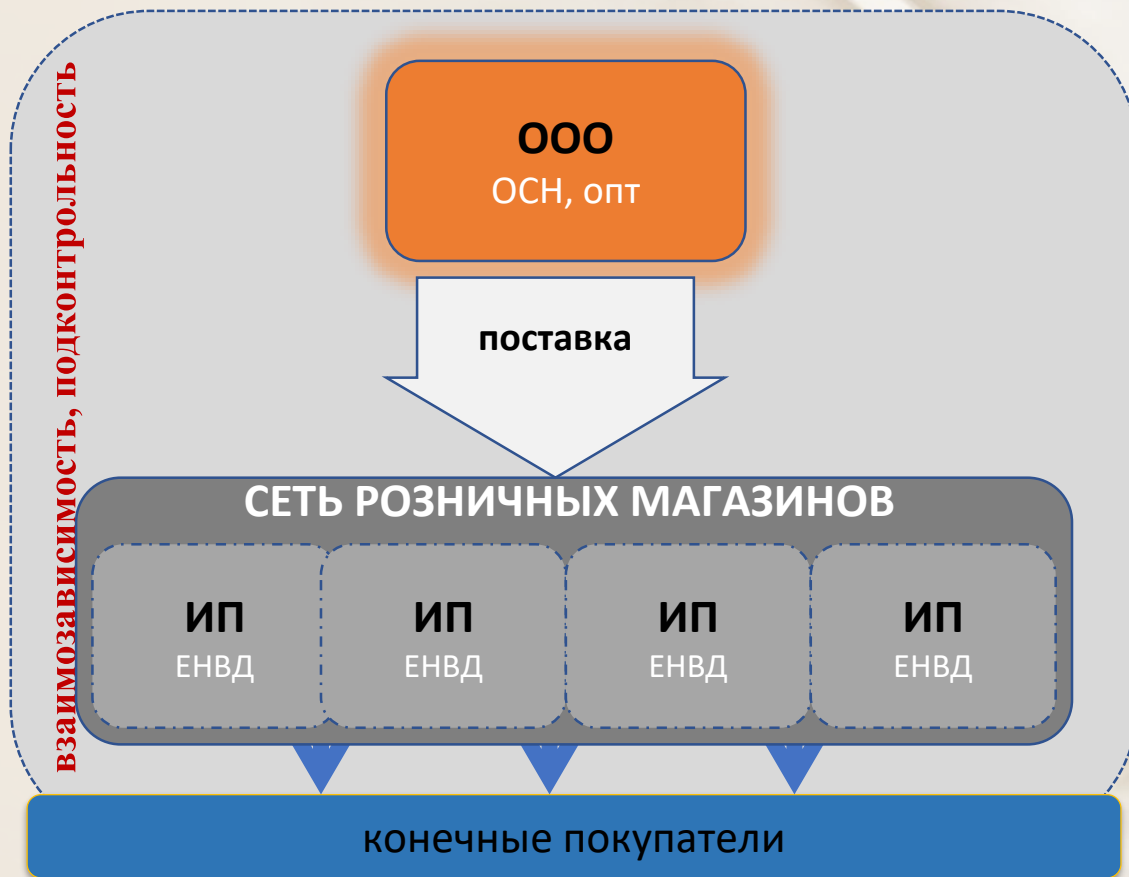 взаимозависимость, подконтрольность
ООО
ОСН, опт
поставка
СЕТЬ РОЗНИЧНЫХ МАГАЗИНОВ
ИП
ЕНВД
ИП
ЕНВД
ИП
ЕНВД
ИП
ЕНВД
конечные покупатели